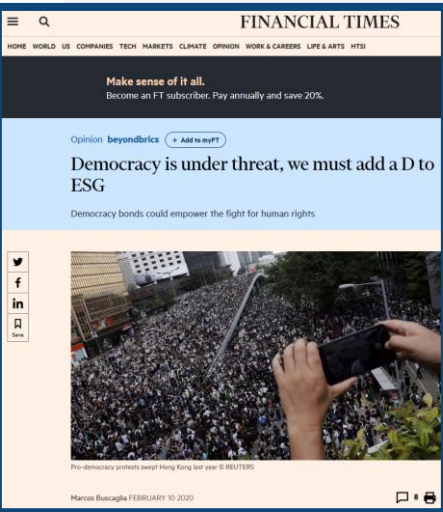 FINANCIAL TIMES
HOME WORLD US COMPANIES TECH MARKETS CLIMATE OPINION WORK & CAREERS LIFE & ARTS HTSI
Make sense of it all.
Become an FT subscriber. Pay annually and save 20%.
Opinion beyondbrics + Add to myFT
Democracy is under threat, we must add a D to
ESG
Democracy bonds could empower the fight for human rights
Save
Pro-democracy protests swept Hong Kong last year © REUTERS
Marcos Buscaglia FEBRUARY 10 2020
8